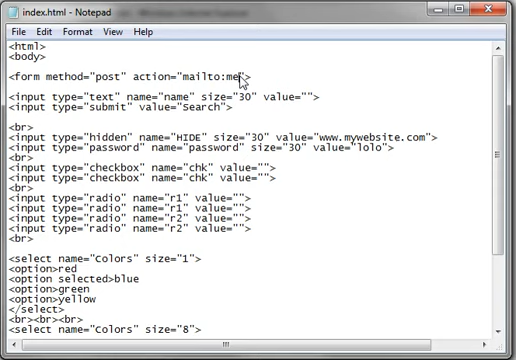 index.html - Notepad
File Edit Format View Help
<html>
<body>
<form method="post" action="mailto:me">
<input type="text" name="name" size="30" value="">
<input type="submit" value="Search">
<br>
<input type="hidden" name="HIDE" size="30" value="www.mywebsite.com">
<input type="password" name="password" size="30" value="lolo">
<br>
<input type="checkbox" name="chk" value="">
<input type="checkbox" name="chk" value="">
<br>
<input type="radio" name="r1" value="">
<input type="radio" name="r1" value="">
<input type="radio" name="r2" value="">
<input type="radio" name="r2" value="">
<br>
<select name="Colors" size="1">
<option>red
<option selected>blue
<option>green
<option>yellow
</select>
<br><br><br>
<select name="Colors" size="8">